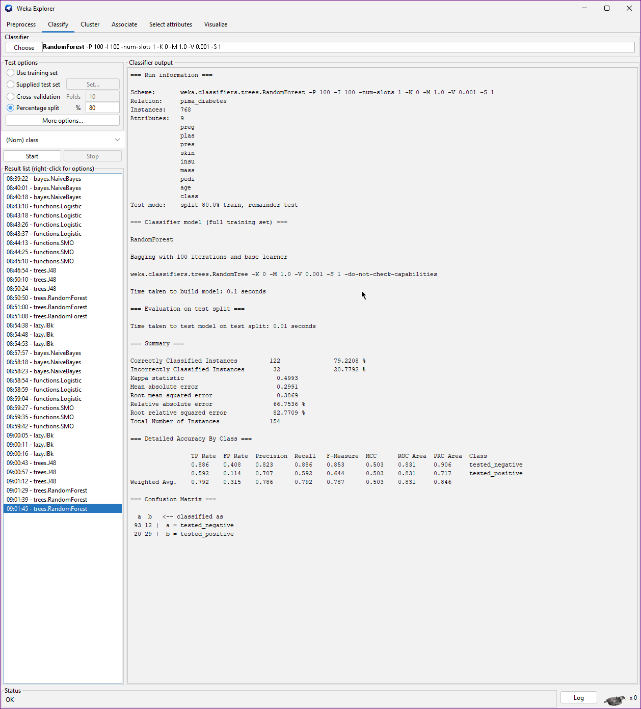 Weka Explorer
Preprocess Classify Cluster Associate Select attributes Visualize
Classifier
Choose RandomForest -P 100 -I 100 -num-slots 1 -K 0 -M 1.0 -V 0.001 -S 1
Test options
Use training set
Supplied test set Set...
Cross-validation Folds 10
Percentage split % 80
More options...
(Nom) class
Start Stop
Result list (right-click for options)
08:39:22 - bayes.NaiveBayes
08:40:01 - bayes.NaiveBayes
08:40:18 - bayes.NaiveBayes
08:43:18 - functions.Logistic
08:43:18 - functions.Logistic
08:43:26 - functions.Logistic
08:43:37 - functions.Logistic
08:44:13 - functions.SMO
08:44:25 - functions.SMO
08:45:18 - functions.SMO
08:46:54 - trees.J48
08:50:10 - trees.J48
08:50:24 - trees.J48
08:50:50 - trees.RandomForest
08:51:00 - trees.RandomForest
08:51:08 - trees.RandomForest
08:54:38 - lazy.IBk
08:54:48 - lazy.IBk
08:54:53 - lazy.IBk
08:57:57 - bayes.NaiveBayes
08:58:18 - bayes.NaiveBayes
08:58:23 - bayes.NaiveBayes
08:58:54 - functions.Logistic
08:58:59 - functions.Logistic
08:59:04 - functions.Logistic
08:59:27 - functions.SMO
08:59:35 - functions.SMO
08:59:42 - functions.SMO
09:00:05 - lazy.IBk
09:00:11 - lazy.IBk
09:00:16 - lazy.IBk
09:00:43 - trees.J48
09:00:57 - trees.J48
09:01:12 - trees.J48
09:01:29 - trees.RandomForest
09:01:39 - trees.RandomForest
09:01:45 - trees.RandomForest
Classifier output
=== Run information ===
Scheme: weka.classifiers.trees.RandomForest -P 100 -I 100 -num-slots 1 -K 0 -M 1.0 -V 0.001 -S 1
Relation: pima_diabetes
Instances: 768
Attributes: 9
preg
plas
pres
skin
insu
mass
pedi
age
class
Test mode: split 80.0% train, remainder test
=== Classifier model (full training set) ===
RandomForest
Bagging with 100 iterations and base learner
weka.classifiers.trees.RandomTree -K 0 -M 1.0 -V 0.001 -S 1 -do-not-check-capabilities
Time taken to build model: 0.1 seconds
=== Evaluation on test split ===
Time taken to test model on test split: 0.01 seconds
=== Summary ===
Correctly Classified Instances 122 79.2208 %
Incorrectly Classified Instances 32 20.7792 %
Kappa statistic 0.4993
Mean absolute error 0.2991
Root mean squared error 0.3869
Relative absolute error 66.7536 %
Root relative squared error 82.7709 %
Total Number of Instances 154
=== Detailed Accuracy By Class ===
TP Rate FP Rate Precision Recall F-Measure MCC ROC Area PRC Area Class
0.886 0.408 0.823 0.886 0.853 0.503 0.831 0.906 tested_negative
0.592 0.114 0.707 0.592 0.644 0.503 0.831 0.717 tested_positive
Weighted Avg. 0.792 0.315 0.786 0.792 0.787 0.503 0.831 0.846
=== Confusion Matrix ===
a b <-- classified as
93 12 | a = tested_negative
20 29 | b = tested_positive
Status
OK
Log
x 0